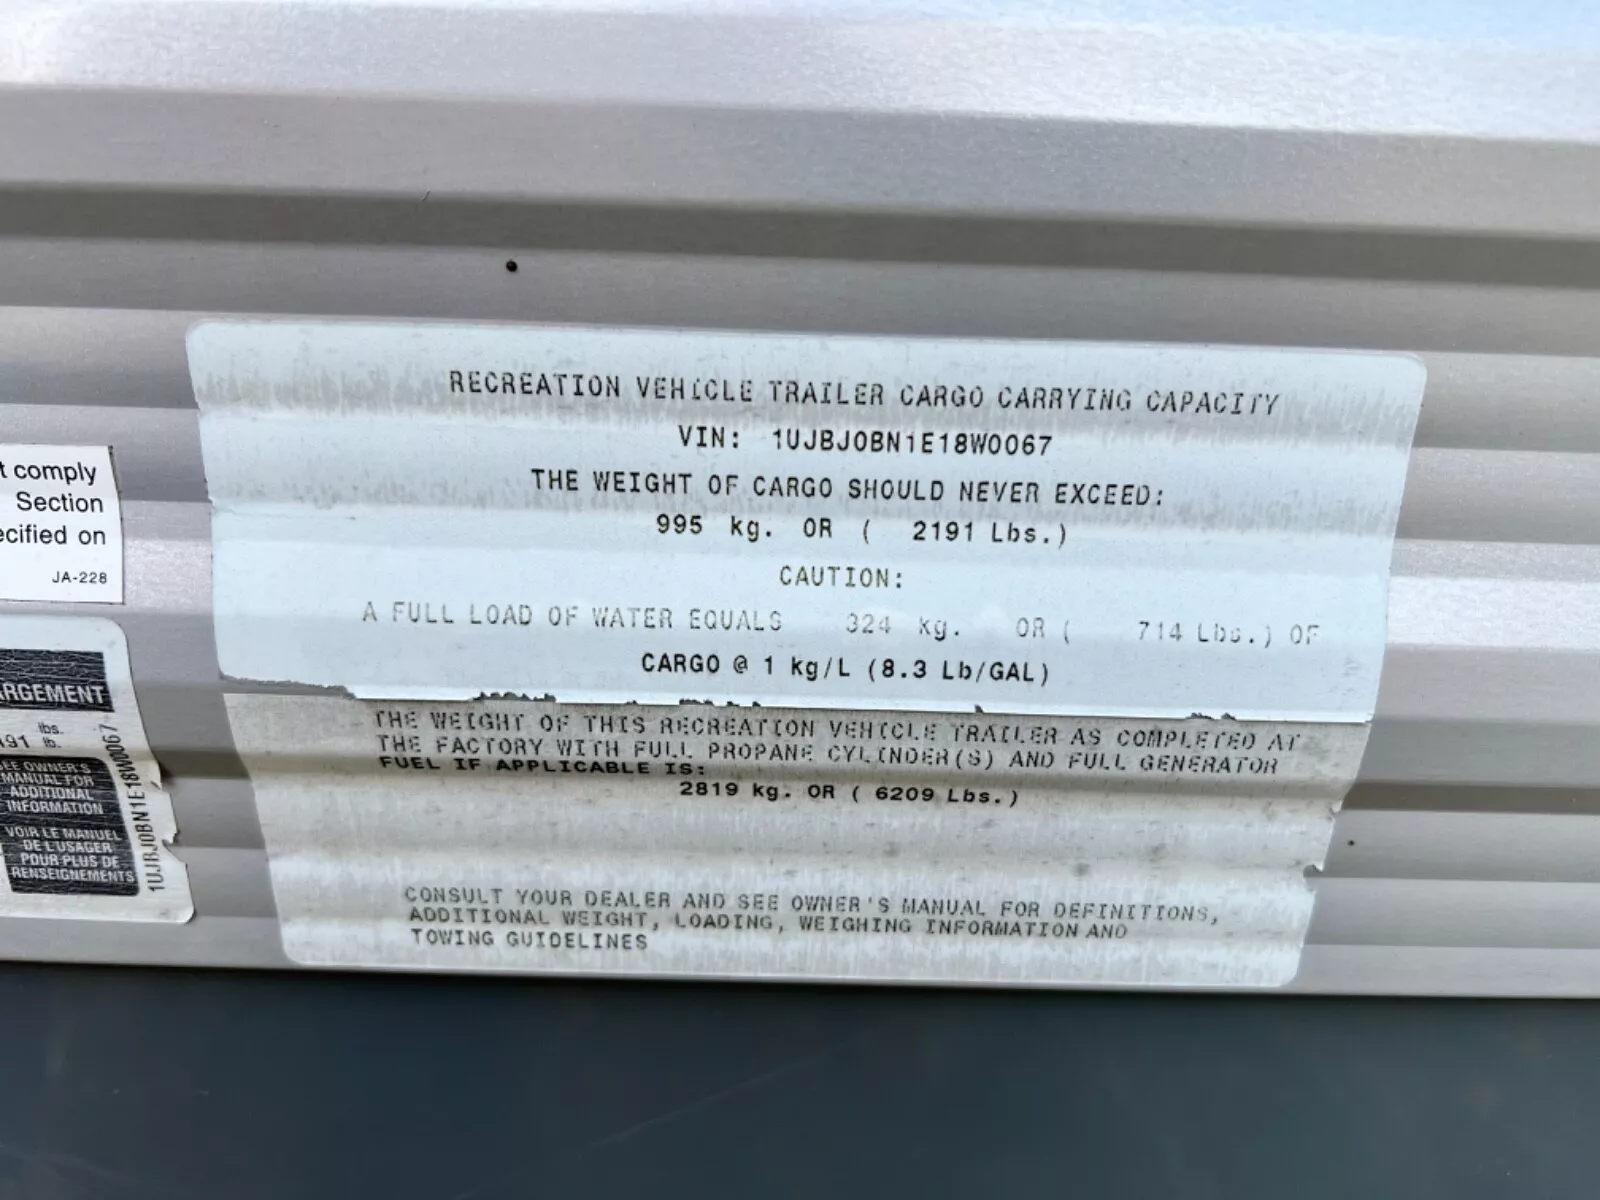 RECREATION VEHICLE TRAILER CARGO CARRYING CAPACITY
VIN: 1UJBJ0BN1E18W0067
THE WEIGHT OF CARGO SHOULD NEVER EXCEED:
995 kg. OR ( 2191 Lbs.)
CAUTION:
A FULL LOAD OF WATER EQUALS 324 kg. OR ( 714 Lbs.) OF
CARGO @ 1 kg/L (8.3 Lb/GAL)
THE WEIGHT OF THIS RECREATION VEHICLE TRAILER AS COMPLETED AT
THE FACTORY WITH FULL PROPANE CYLINDER(S) AND FULL GENERATOR
FUEL IF APPLICABLE IS:
2819 kg. OR ( 6209 Lbs.)
CONSULT YOUR DEALER AND SEE OWNER'S MANUAL FOR DEFINITIONS,
ADDITIONAL WEIGHT, LOADING, WEIGHING INFORMATION AND
TOWING GUIDELINES
t comply
Section
ecified on
JA-228
ARGEMENT
lbs.
191 lb.
SEE OWNER'S
MANUAL FOR
ADDITIONAL
INFORMATION
VOIR LE MANUEL
DE L'USAGER
POUR PLUS DE
RENSEIGNEMENTS
1UJBJ0BN1E18W0067